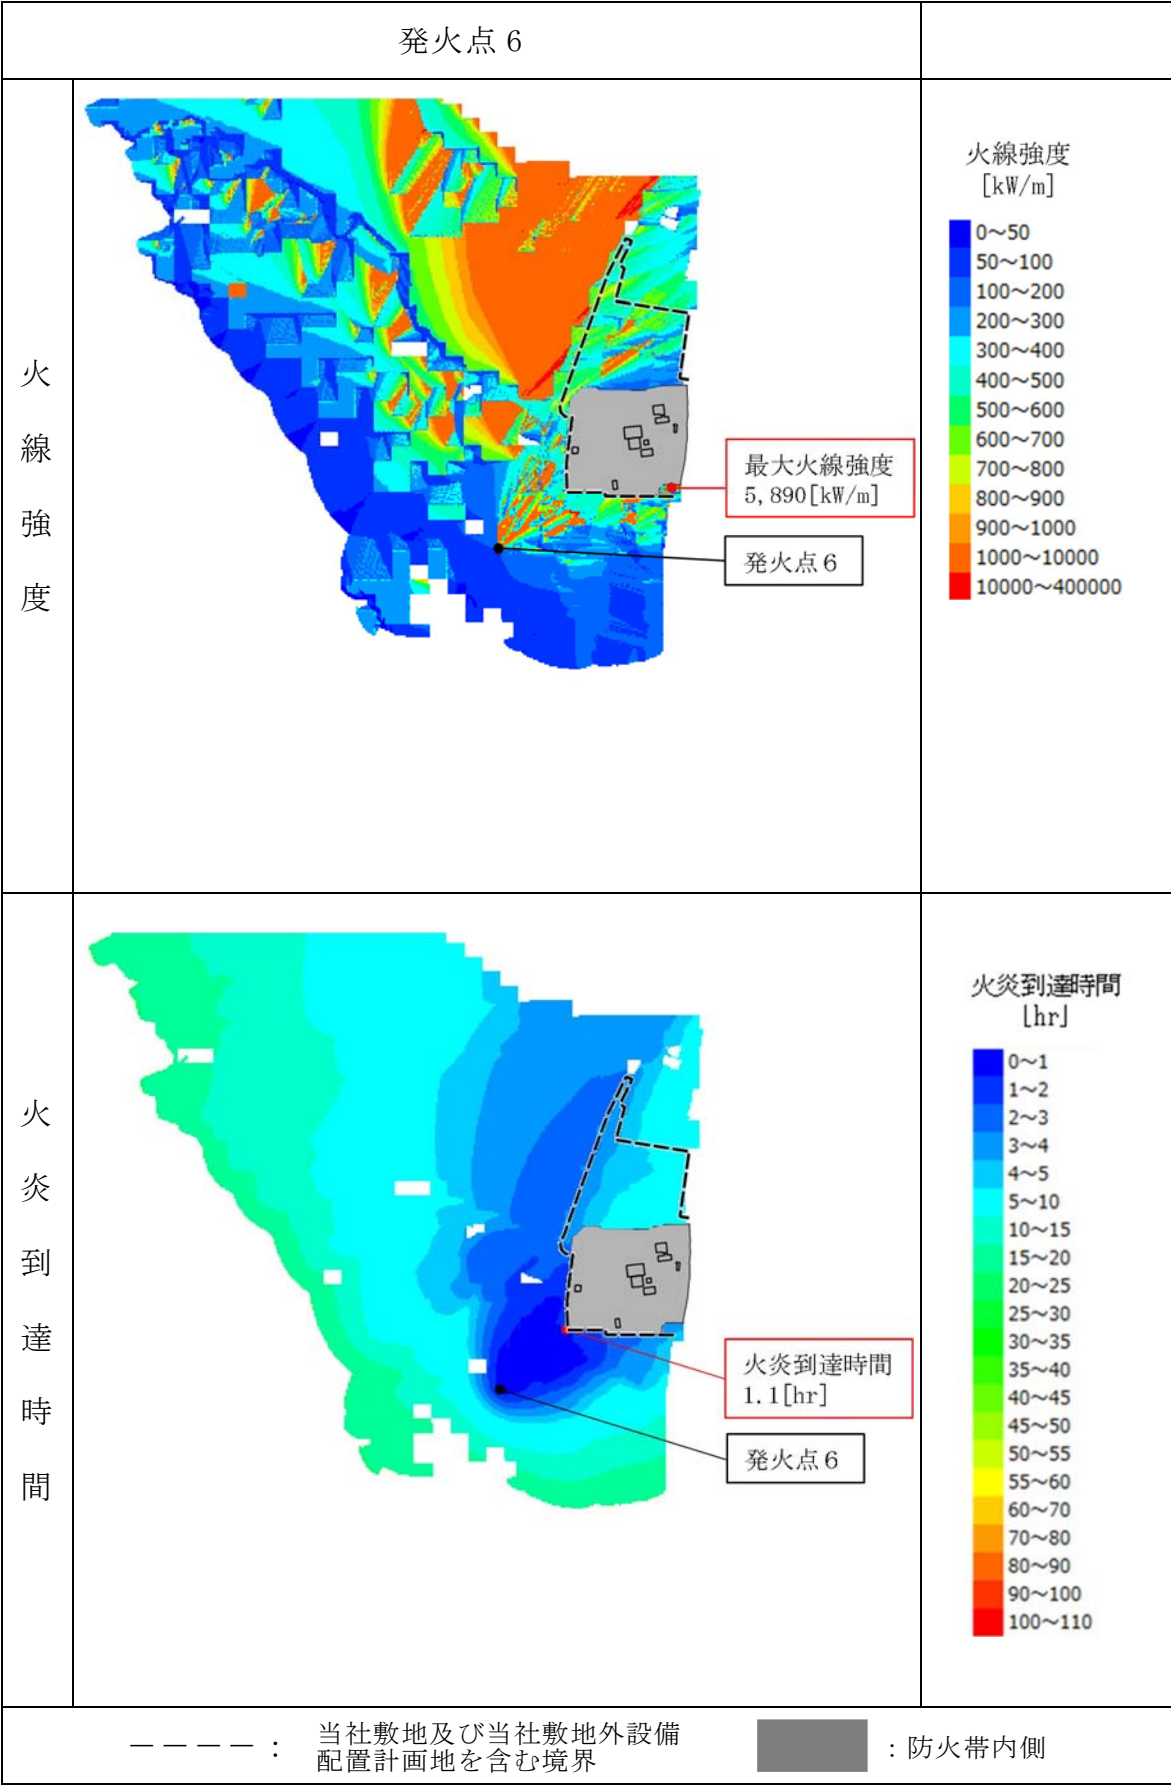 発火点6
火線強度
火線強度
[kW/m]
0～50
50～100
100～200
200～300
300～400
400～500
500～600
600～700
700～800
800～900
900～1000
1000～10000
10000～400000
最大火線強度
5,890[kW/m]
発火点6
火炎到達時間
火炎到達時間
[hr]
0～1
1～2
2～3
3～4
4～5
5～10
10～15
15～20
20～25
25～30
30～35
35～40
40～45
45～50
50～55
55～60
60～70
70～80
80～90
90～100
100～110
火炎到達時間
1.1[hr]
発火点6
－－－－：
当社敷地及び当社敷地外設備
配置計画地を含む境界
：防火帯内側